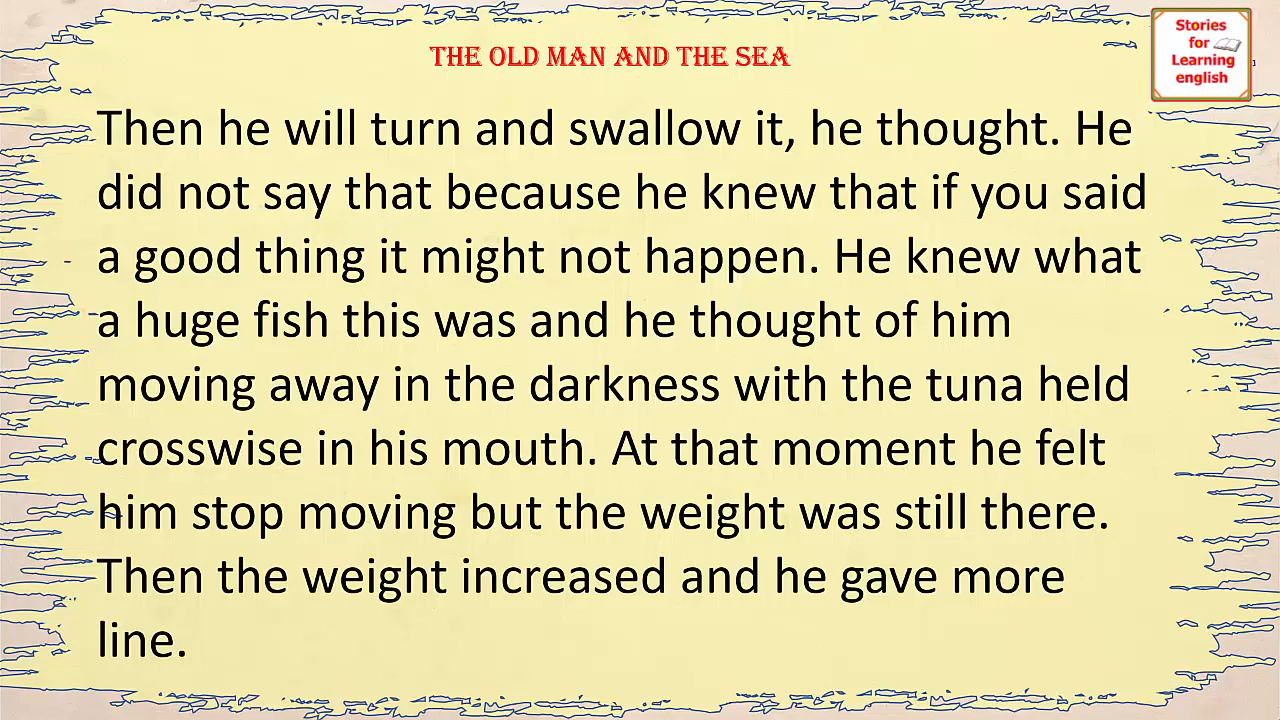 THE OLD MAN AND THE SEA
Stories
for
Learning
english
Then he will turn and swallow it, he thought. He
did not say that because he knew that if you said
a good thing it might not happen. He knew what
a huge fish this was and he thought of him
moving away in the darkness with the tuna held
crosswise in his mouth. At that moment he felt
him stop moving but the weight was still there.
Then the weight increased and he gave more
line.